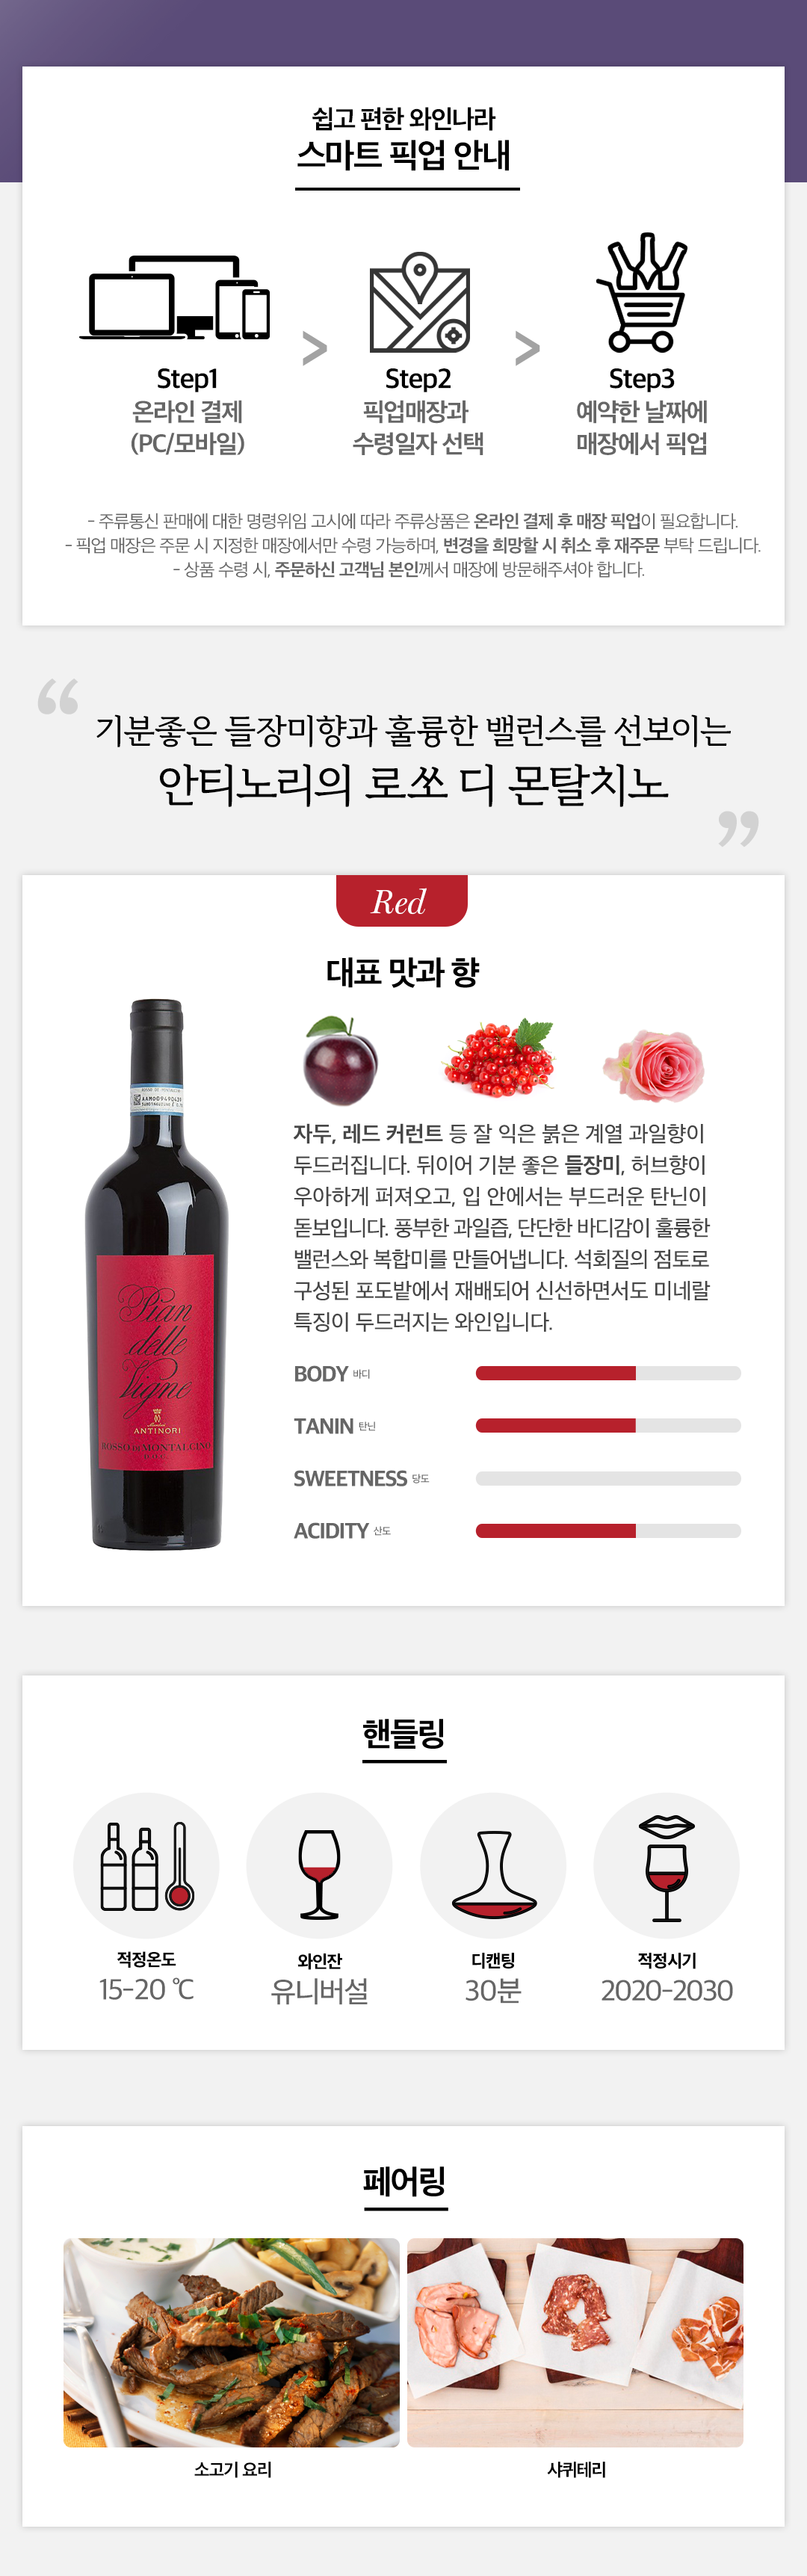 쉽고 편한 와인나라
스마트 픽업 안내
Step1
온라인 결제
(PC/모바일)
>
Step2
픽업매장과
수령일자 선택
>
Step3
예약한 날짜에
매장에서 픽업
- 주류통신 판매에 대한 명령위임 고시에 따라 주류상품은 온라인 결제 후 매장 픽업이 필요합니다.
- 픽업 매장은 주문 시 지정한 매장에서만 수령 가능하며, 변경을 희망할 시 취소 후 재주문 부탁 드립니다.
- 상품 수령 시, 주문하신 고객님 본인께서 매장에 방문해주셔야 합니다.
“ 기분좋은 들장미향과 훌륭한 밸런스를 선보이는
안티노리의 로쏘 디 몬탈치노 ”
Red
대표 맛과 향
자두, 레드 커런트 등 잘 익은 붉은 계열 과일향이
두드러집니다. 뒤이어 기분 좋은 들장미, 허브향이
우아하게 퍼져오고, 입 안에서는 부드러운 탄닌이
돋보입니다. 풍부한 과일즙, 단단한 바디감이 훌륭한
밸런스와 복합미를 만들어냅니다. 석회질의 점토로
구성된 포도밭에서 재배되어 신선하면서도 미네랄
특징이 두드러지는 와인입니다.
Pian
delle
Vigne
ANTINORI
ROSSO DI MONTALCINO
BODY 바디
TANIN 탄닌
SWEETNESS 당도
ACIDITY 산도
핸들링
적정온도
15-20 ℃
와인잔
유니버설
디캔팅
30분
적정시기
2020-2030
페어링
소고기 요리
샤퀴테리